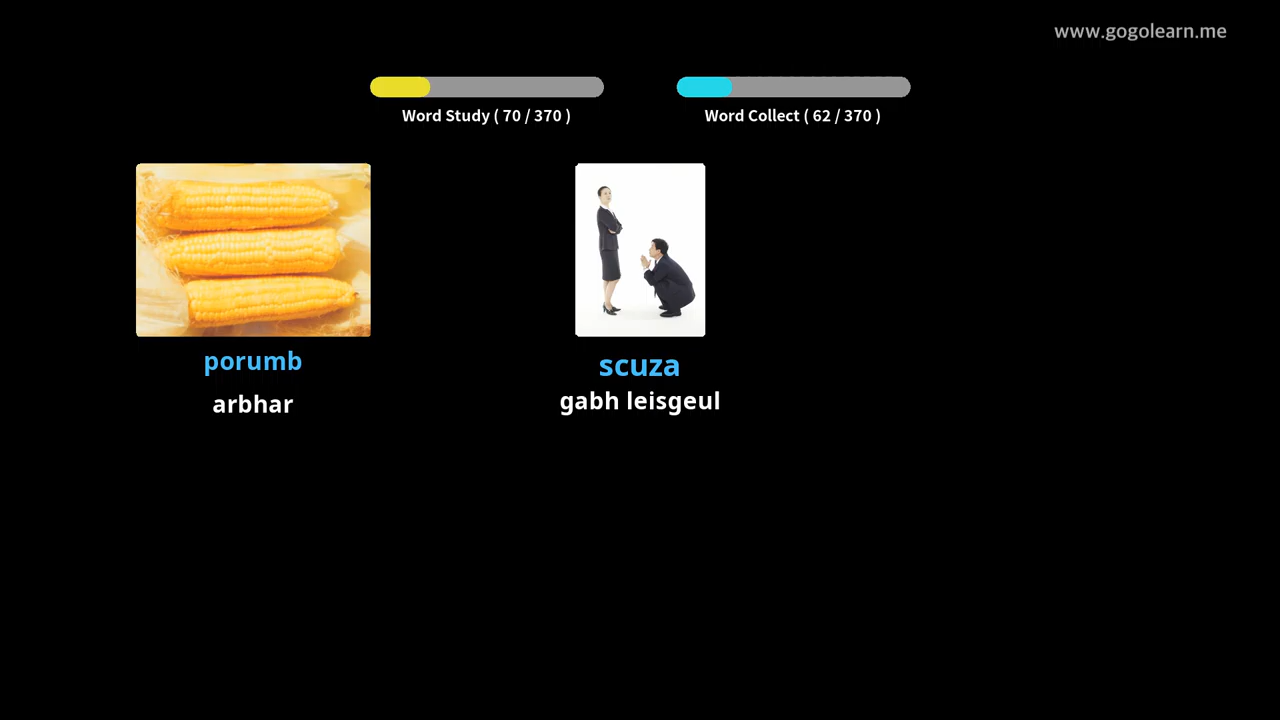 www.gogolearn.me
Word Study ( 70 / 370 )
Word Collect ( 62 / 370 )
porumb
arbhar
scuza
gabh leisgeul